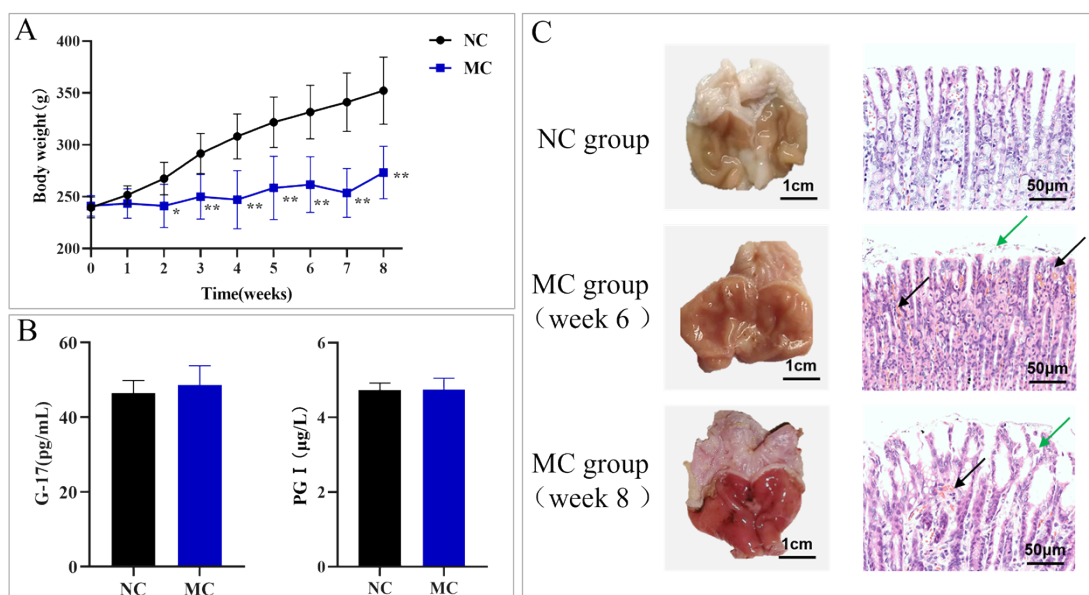 A
400
350
300
250
200
Body weight(g)
NC
MC
*
**
**
**
**
**
**
0 1 2 3 4 5 6 7 8
Time(weeks)
B
60
40
20
0
G-17(pg/mL)
NC MC
6
4
2
0
PG I (μg/L)
NC MC
C
NC group
1cm
50μm
MC group
(week 6)
1cm
50μm
MC group
(week 8)
1cm
50μm